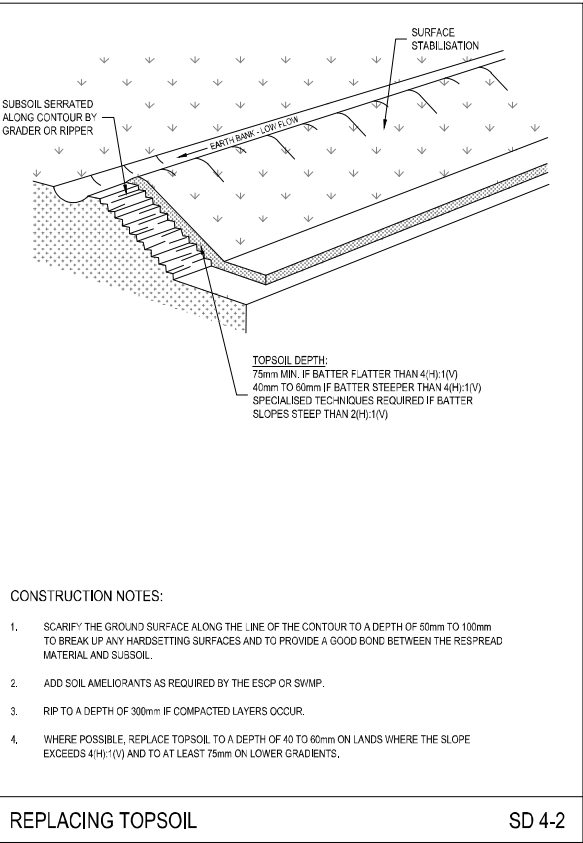 SURFACE
STABILISATION
SUBSOIL SERRATED
ALONG CONTOUR BY
GRADER OR RIPPER
EARTH BANK - LOW FLOW
TOPSOIL DEPTH:
75mm MIN. IF BATTER FLATTER THAN 4(H):1(V)
40mm TO 60mm IF BATTER STEEPER THAN 4(H):1(V)
SPECIALISED TECHNIQUES REQUIRED IF BATTER
SLOPES STEEP THAN 2(H):1(V)
CONSTRUCTION NOTES:
1. SCARIFY THE GROUND SURFACE ALONG THE LINE OF THE CONTOUR TO A DEPTH OF 50mm TO 100mm
TO BREAK UP ANY HARDSETTING SURFACES AND TO PROVIDE A GOOD BOND BETWEEN THE RESPREAD
MATERIAL AND SUBSOIL.
2. ADD SOIL AMELIORANTS AS REQUIRED BY THE ESCP OR SWMP.
3. RIP TO A DEPTH OF 300mm IF COMPACTED LAYERS OCCUR.
4. WHERE POSSIBLE, REPLACE TOPSOIL TO A DEPTH OF 40 TO 60mm ON LANDS WHERE THE SLOPE
EXCEEDS 4(H):1(V) AND TO AT LEAST 75mm ON LOWER GRADIENTS.
REPLACING TOPSOIL SD 4-2